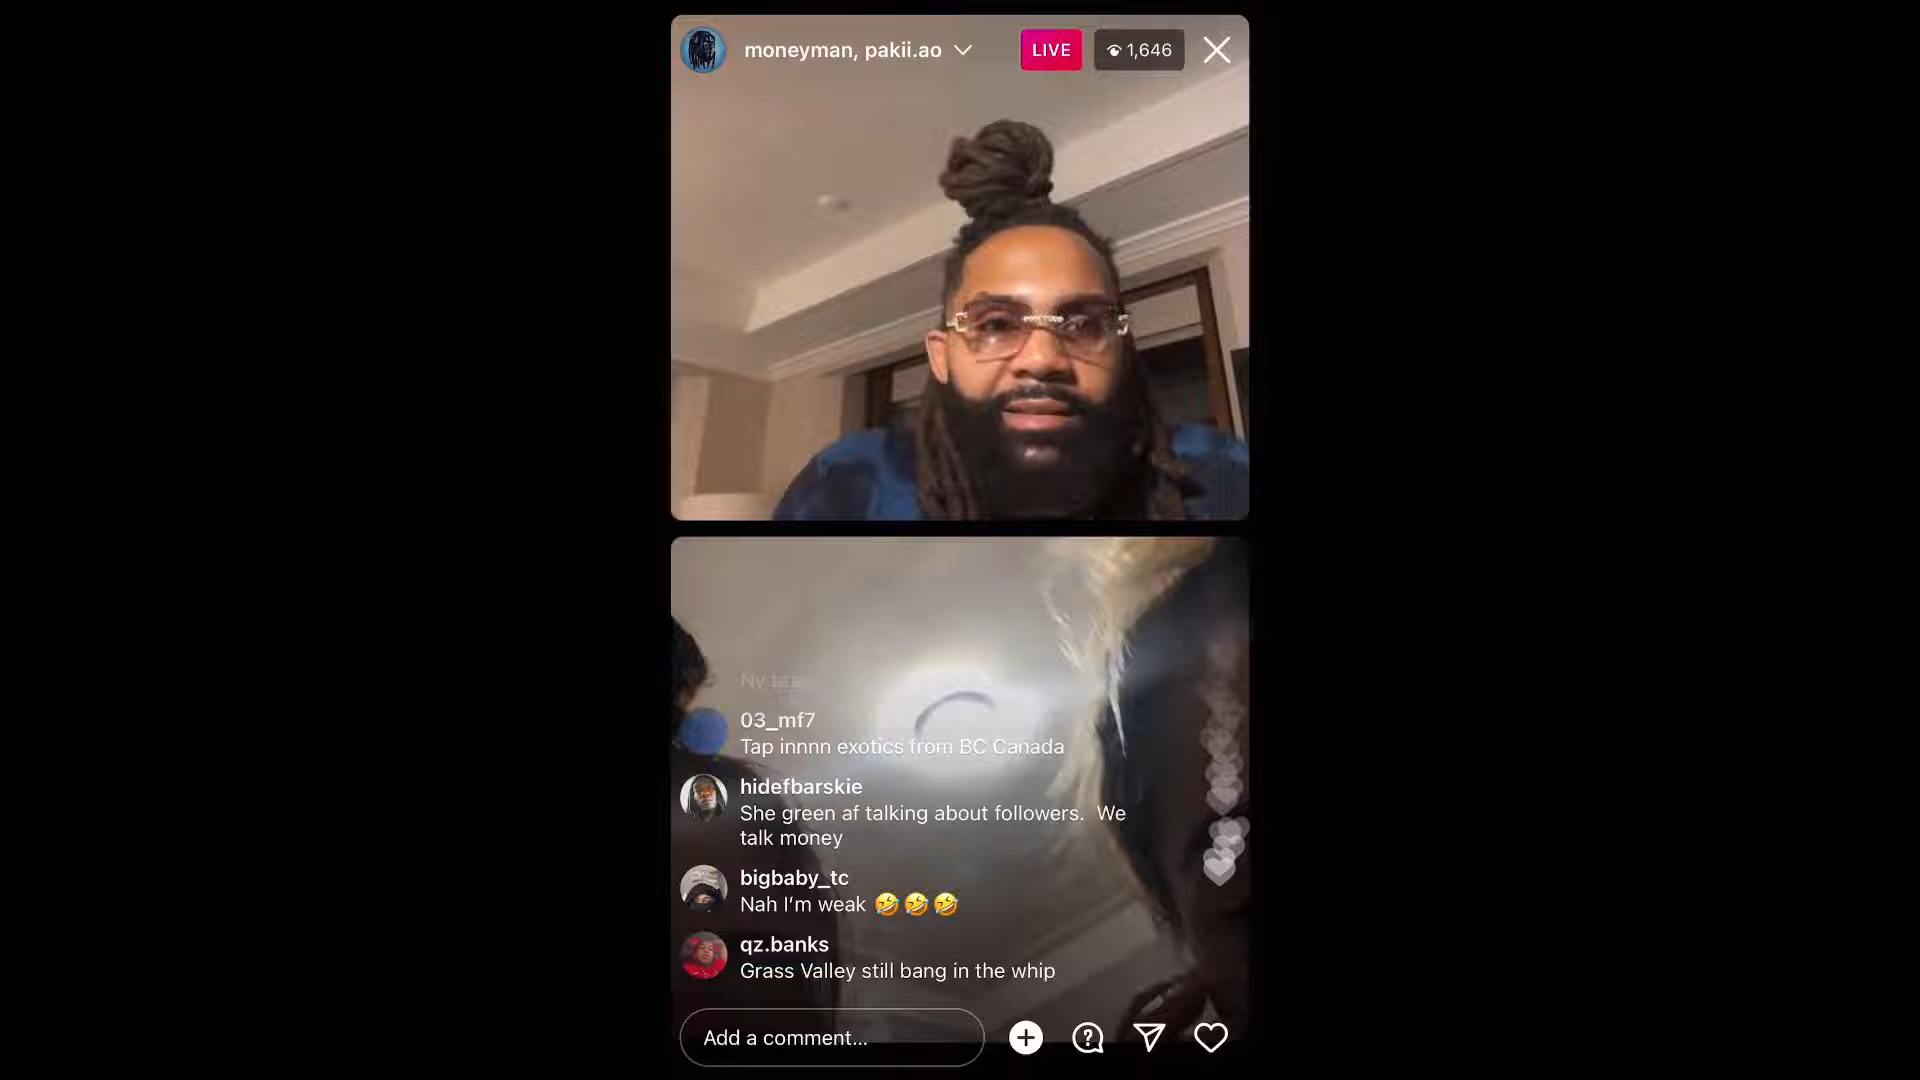 moneyman, pakii.ao
LIVE
1,646
03_mf7
Tap innnn exotics from BC Canada
hidefbarskie
She green af talking about followers.  We
talk money
bigbaby_tc
Nah I’m weak 🤣🤣🤣
qz.banks
Grass Valley still bang in the whip
Add a comment...